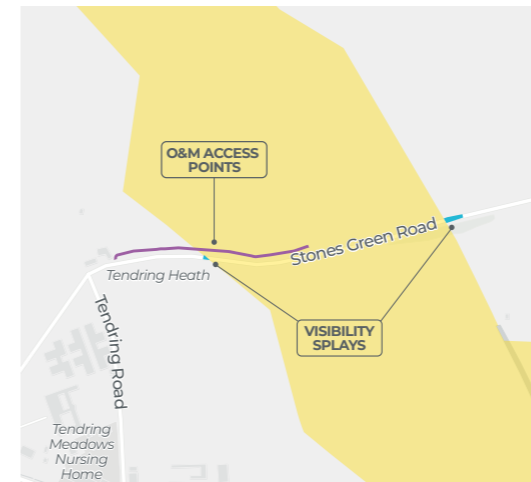 O&M ACCESS
POINTS
Stones Green Road
Tendring Heath
Tendring Road
VISIBILITY
SPLAYS
Tendring
Meadows
Nursing
Home